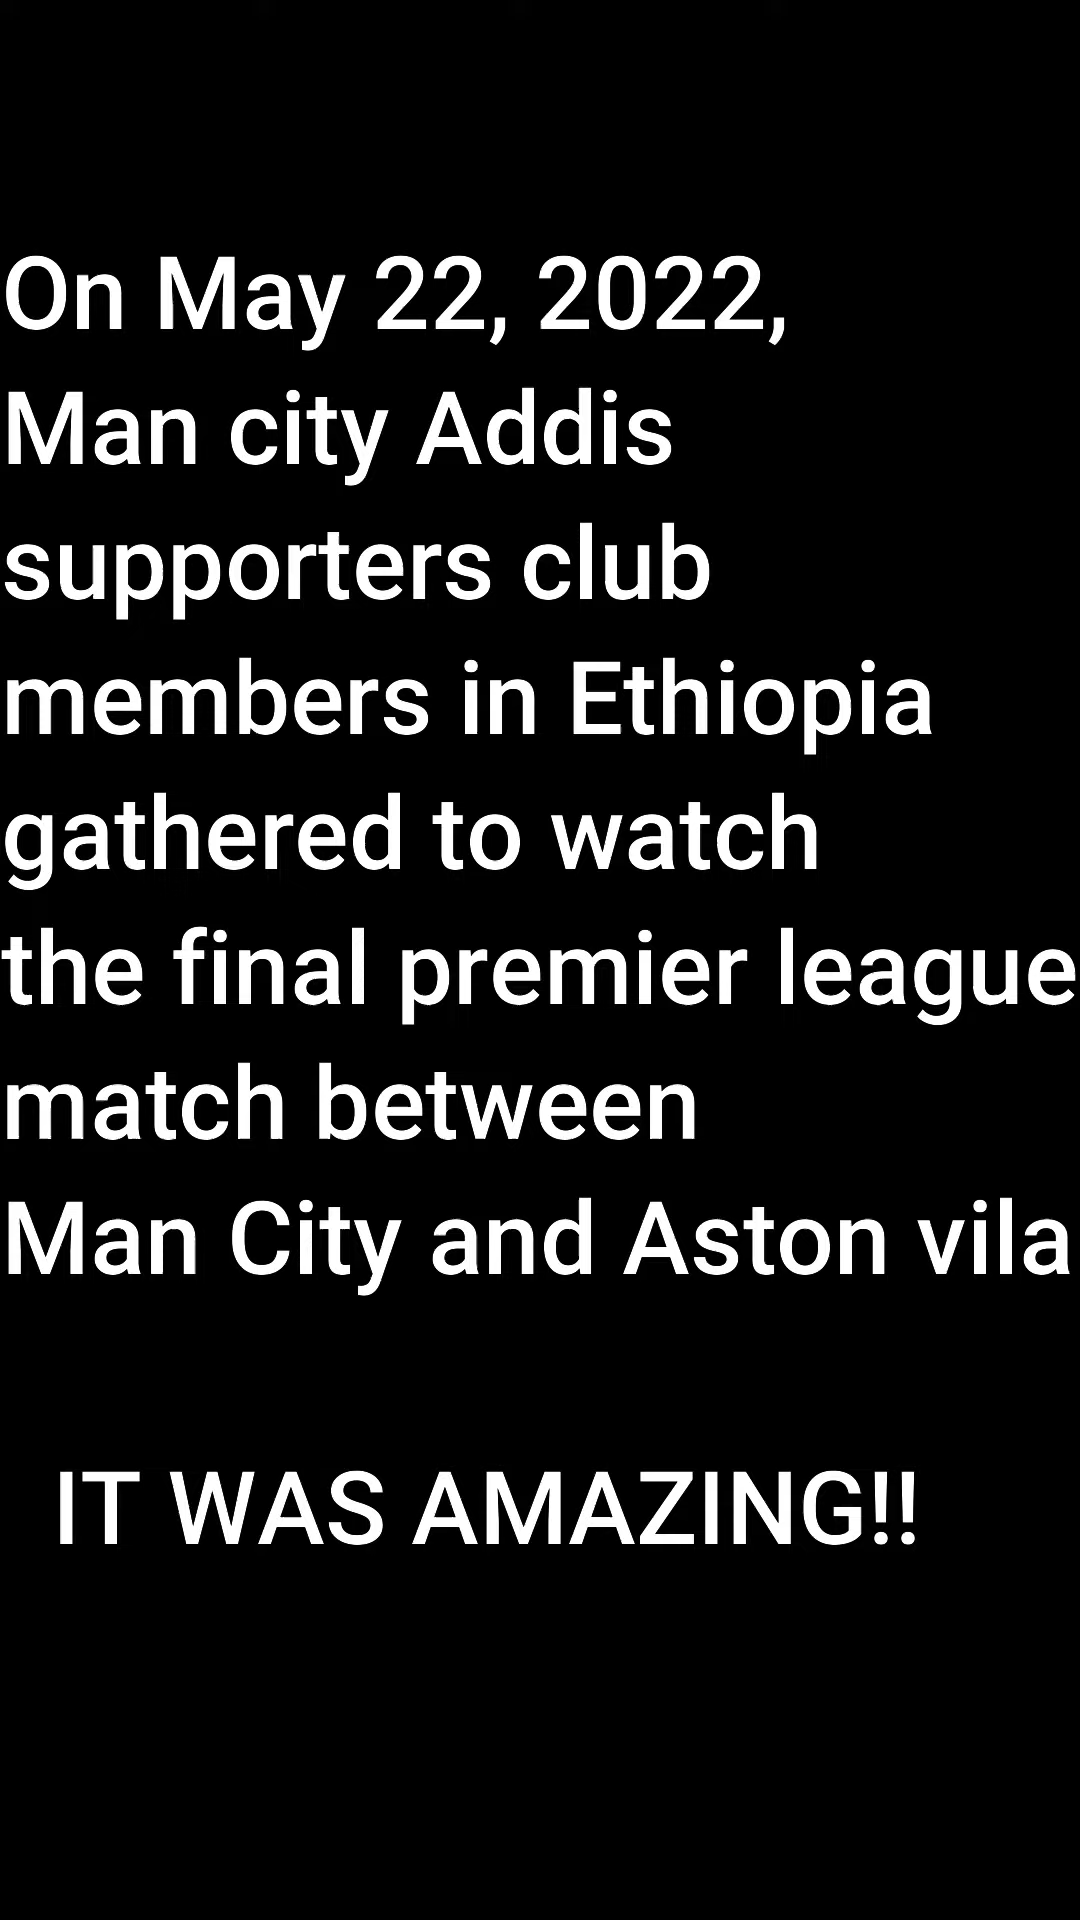 On May 22, 2022,
Man city Addis
supporters club
members in Ethiopia
gathered to watch
the final premier league
match between
Man City and Aston vila
IT WAS AMAZING!!